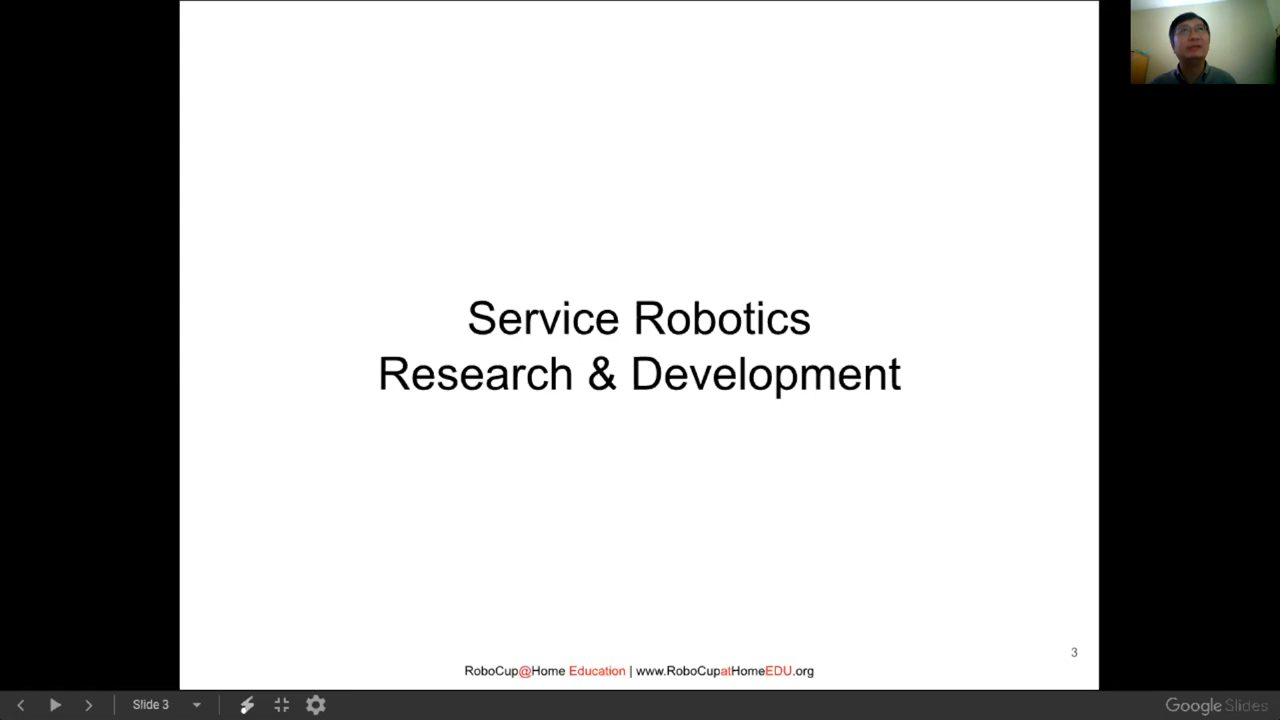 Service Robotics
Research & Development
3
RoboCup@Home Education | www.RoboCupatHomeEDU.org
Slide 3
Google Slides